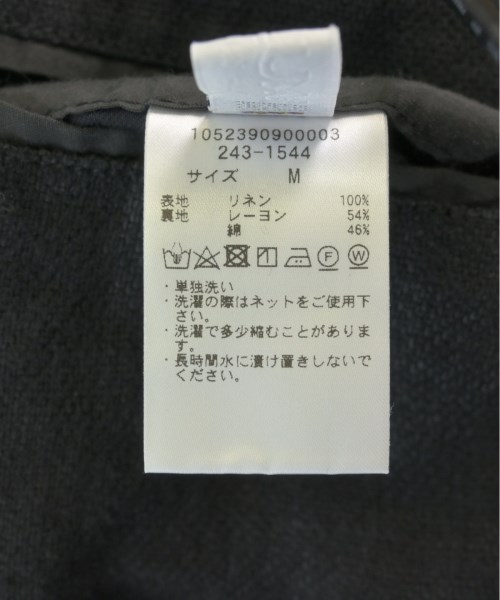 1052390900003
243-1544
サイズ M
表地 リネン 100%
裏地 レーヨン 54%
綿 46%
F W
・単独洗い
・洗濯の際はネットをご使用下
さい。
・洗濯で多少縮むことがありま
す。
・長時間水に漬け置きしないで
ください。